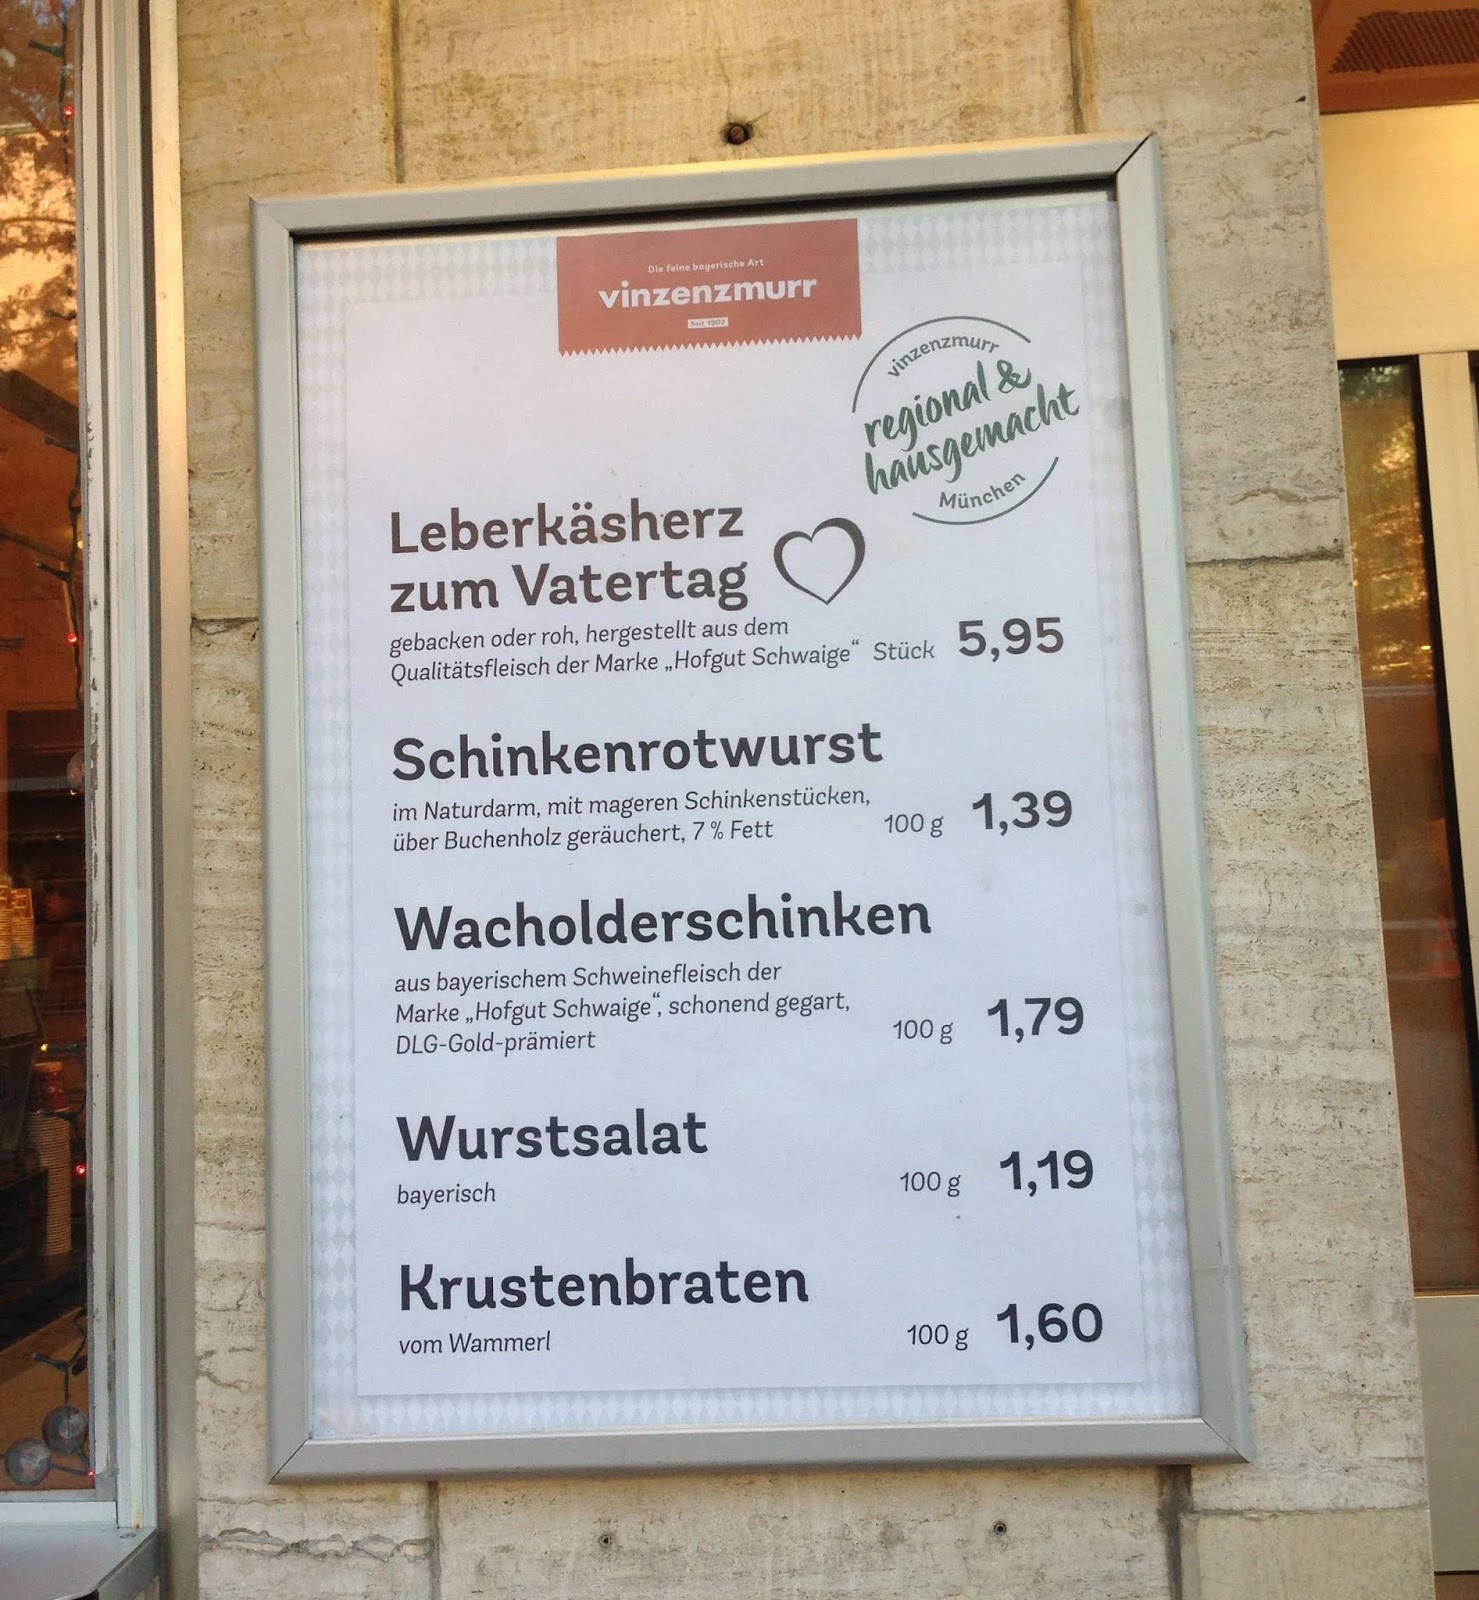 Die feine bayerische Art
vinzenzmurr
Seit 1902
vinzenzmurr
regional &
hausgemacht
München
Leberkäsherz
zum Vatertag
gebacken oder roh, hergestellt aus dem
Qualitätsfleisch der Marke „Hofgut Schwaige“ Stück 5,95
Schinkenrotwurst
im Naturdarm, mit mageren Schinkenstücken,
über Buchenholz geräuchert, 7 % Fett 100 g 1,39
Wacholderschinken
aus bayerischem Schweinefleisch der
Marke „Hofgut Schwaige“, schonend gegart,
DLG-Gold-prämiert 100 g 1,79
Wurstsalat
bayerisch 100 g 1,19
Krustenbraten
vom Wammerl 100 g 1,60